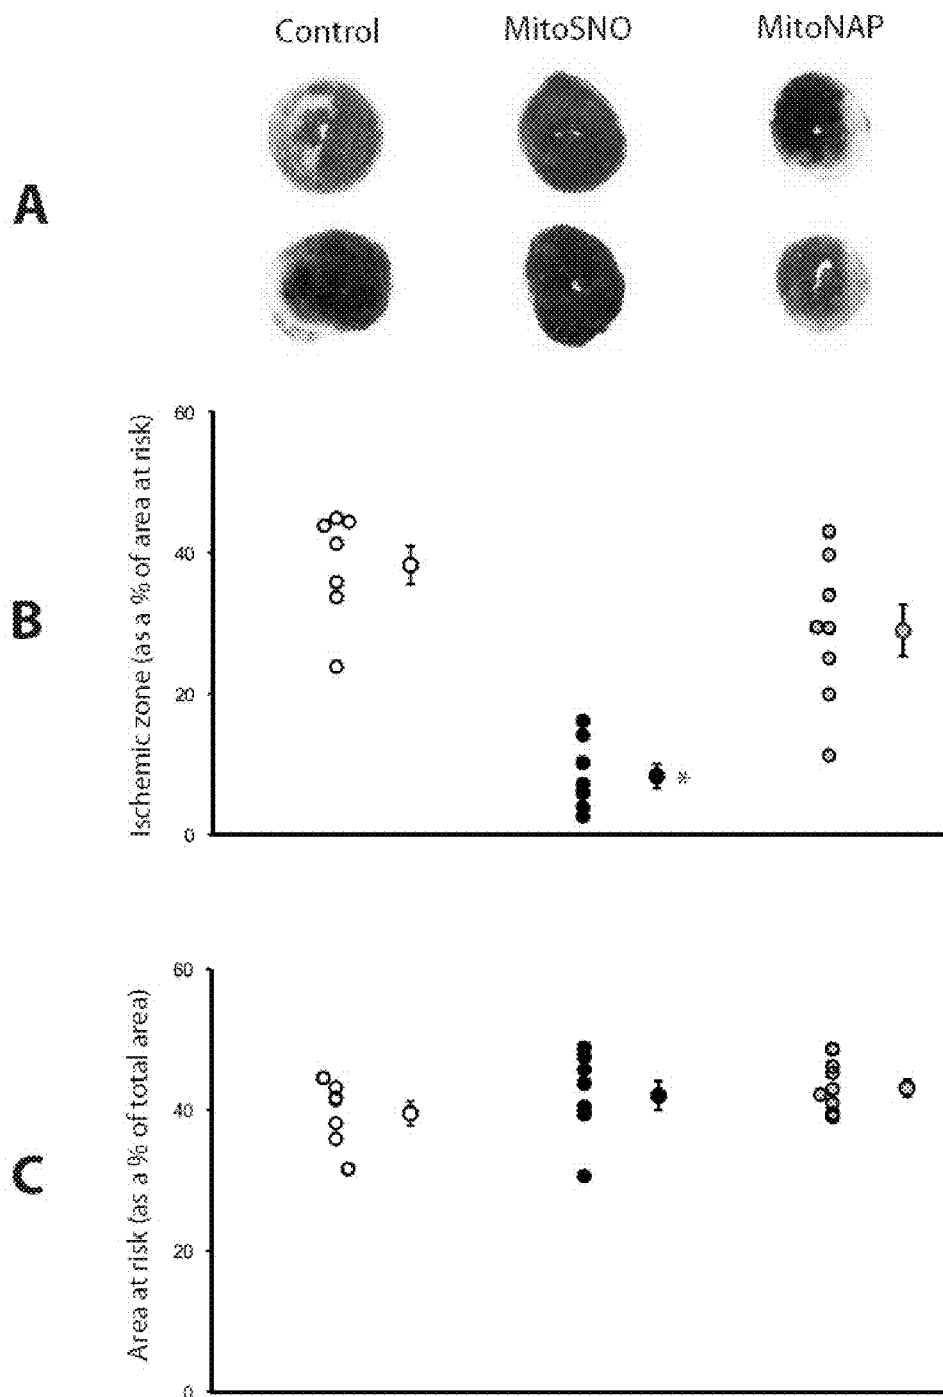 Control MitoSNO MitoNAP
A
B
Ischemic zone (as a % of area at risk)
60
40
20
0
*
C
Area at risk (as a % of total area)
60
40
20
0